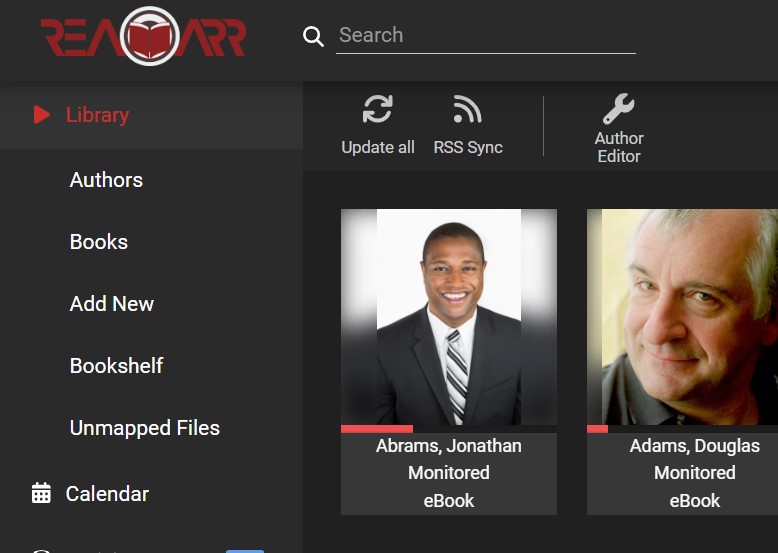 READARR
Search
Library
Authors
Books
Add New
Bookshelf
Unmapped Files
Calendar
Update all
RSS Sync
Author
Editor
Abrams, Jonathan
Monitored
eBook
Adams, Douglas
Monitored
eBook